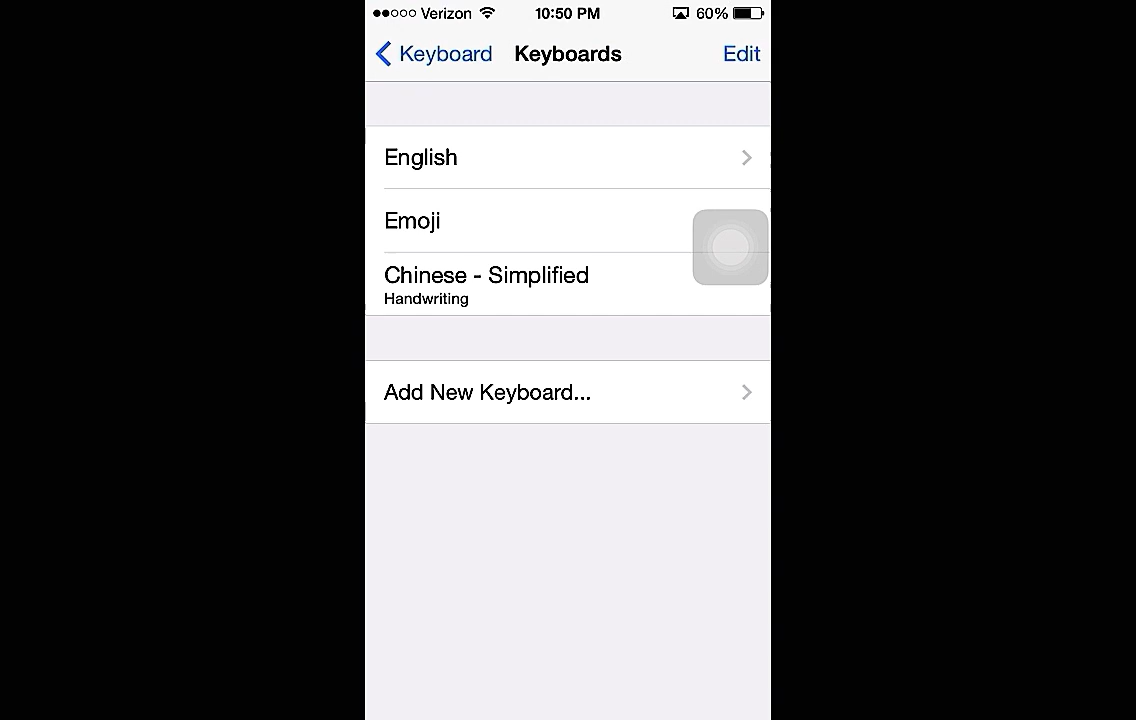 Verizon 10:50 PM 60%
Keyboard Keyboards Edit
English
Emoji
Chinese - Simplified
Handwriting
Add New Keyboard...